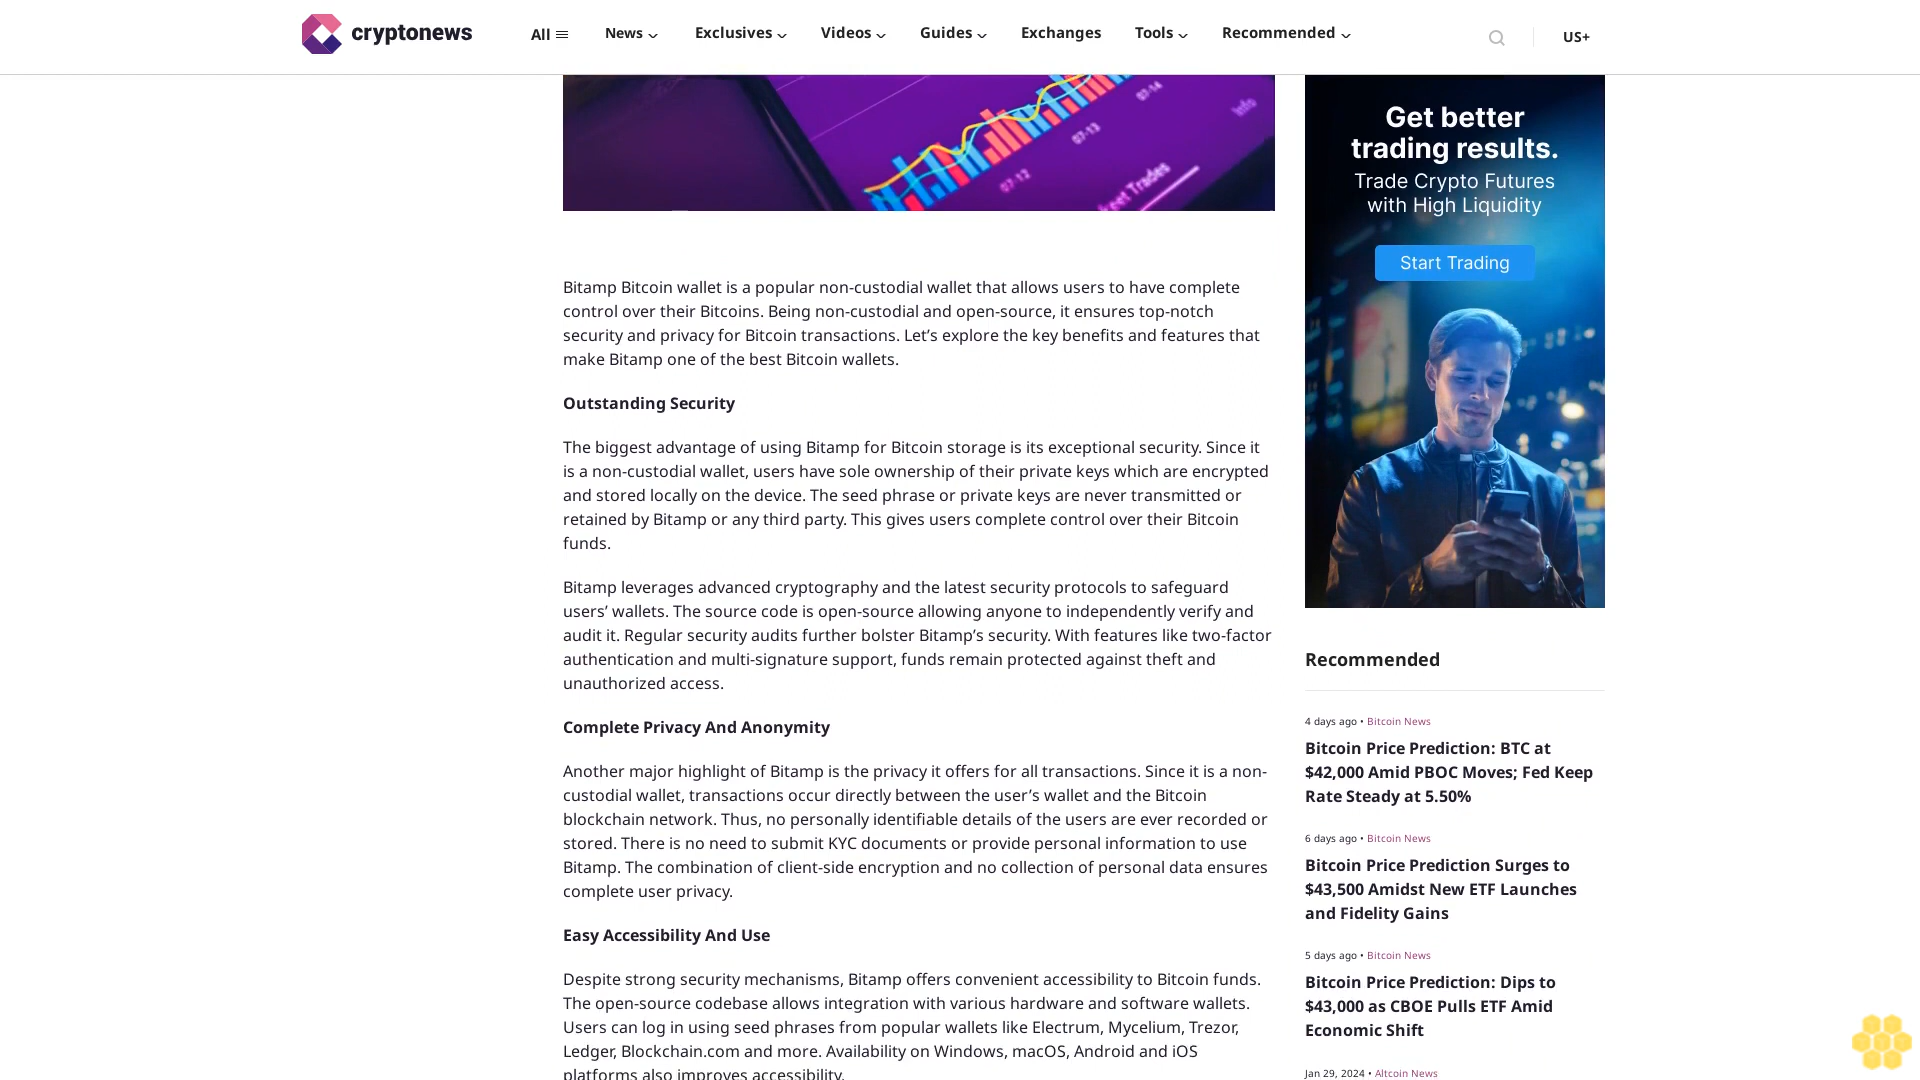 cryptonews
All
News
Exclusives
Videos
Guides
Exchanges
Tools
Recommended
US+
07-14
Info
07-13
07-12
ket Trades
Get better
trading results.
Trade Crypto Futures
with High Liquidity
Start Trading
Bitamp Bitcoin wallet is a popular non-custodial wallet that allows users to have complete
control over their Bitcoins. Being non-custodial and open-source, it ensures top-notch
security and privacy for Bitcoin transactions. Let’s explore the key benefits and features that
make Bitamp one of the best Bitcoin wallets.
Outstanding Security
The biggest advantage of using Bitamp for Bitcoin storage is its exceptional security. Since it
is a non-custodial wallet, users have sole ownership of their private keys which are encrypted
and stored locally on the device. The seed phrase or private keys are never transmitted or
retained by Bitamp or any third party. This gives users complete control over their Bitcoin
funds.
Bitamp leverages advanced cryptography and the latest security protocols to safeguard
users’ wallets. The source code is open-source allowing anyone to independently verify and
audit it. Regular security audits further bolster Bitamp’s security. With features like two-factor
authentication and multi-signature support, funds remain protected against theft and
unauthorized access.
Complete Privacy And Anonymity
Another major highlight of Bitamp is the privacy it offers for all transactions. Since it is a non-
custodial wallet, transactions occur directly between the user’s wallet and the Bitcoin
blockchain network. Thus, no personally identifiable details of the users are ever recorded or
stored. There is no need to submit KYC documents or provide personal information to use
Bitamp. The combination of client-side encryption and no collection of personal data ensures
complete user privacy.
Easy Accessibility And Use
Despite strong security mechanisms, Bitamp offers convenient accessibility to Bitcoin funds.
The open-source codebase allows integration with various hardware and software wallets.
Users can log in using seed phrases from popular wallets like Electrum, Mycelium, Trezor,
Ledger, Blockchain.com and more. Availability on Windows, macOS, Android and iOS
platforms also improves accessibility.
Recommended
4 days ago • Bitcoin News
Bitcoin Price Prediction: BTC at
$42,000 Amid PBOC Moves; Fed Keep
Rate Steady at 5.50%
6 days ago • Bitcoin News
Bitcoin Price Prediction Surges to
$43,500 Amidst New ETF Launches
and Fidelity Gains
5 days ago • Bitcoin News
Bitcoin Price Prediction: Dips to
$43,000 as CBOE Pulls ETF Amid
Economic Shift
Jan 29, 2024 • Altcoin News